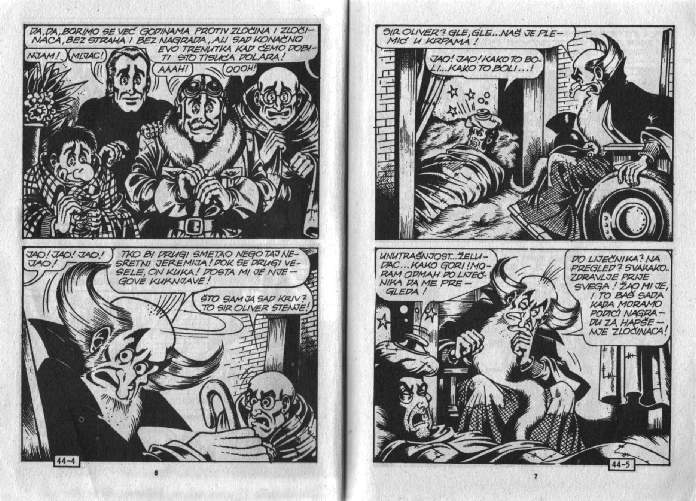 DA, DA, BORIMO SE VEĆ GODINAMA PROTIV ZLOČINA I ZLOČI-
NACA, BEZ STRAHA I BEZ NAGRADA, ALI SAD KONAČNO
EVO TRENUTKA KAD ĆEMO DOBI-
TI STO TISUĆA DOLARA!
NJAM!
MLJAC!
AAAH!
OOOH!
JAO! JAO! JAO!
JAO!
TKO BI DRUGI SMETAO NEGO TAJ NE-
SRETNI JEREMIJA! DOK SE DRUGI VE-
SELE, ON KUKA! DOSTA MI JE NJE-
GOVE KUKNJAVE!
ŠTO SAM JA SAD KRIV?
TO SIR OLIVER STENJE!
44-4
SIR OLIVER? GLE, GLE... NAŠ JE PLE-
MIĆ U KRPAMA!
JAO! JAO! KAKO TO BO-
LI... KAKO TO BOLI...!
UNUTRAŠNJOST... ŽELU-
DAC... KAKO GORI! MO-
RAM ODMAH DO LIJEČ-
NIKA DA ME PRE-
GLEDA!
DO LIJEČNIKA? NA
PREGLED? SVAKAKO.
ZDRAVLJE PRIJE
SVEGA! ŽAO MI JE,
I TO BAŠ SADA
KADA MORAMO
PODIĆI NAGRA-
DU ZA HAPŠE-
NJE ZLOČINACA!
44-5
7